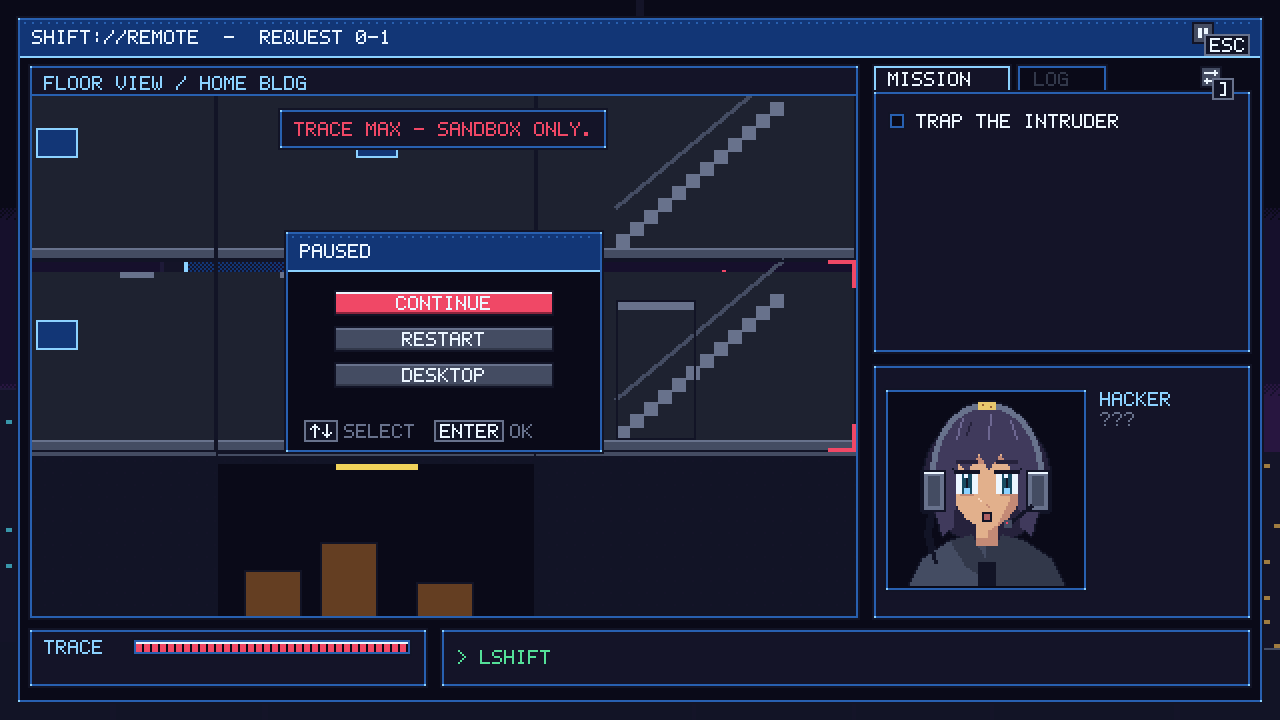 SHIFT://REMOTE – REQUEST 0-1
ESC
FLOOR VIEW / HOME BLDG
MISSION
LOG
]
TRACE MAX – SANDBOX ONLY.
TRAP THE INTRUDER
PAUSED
CONTINUE
RESTART
DESKTOP
↑↓ SELECT ENTER OK
HACKER
???
TRACE
> LSHIFT